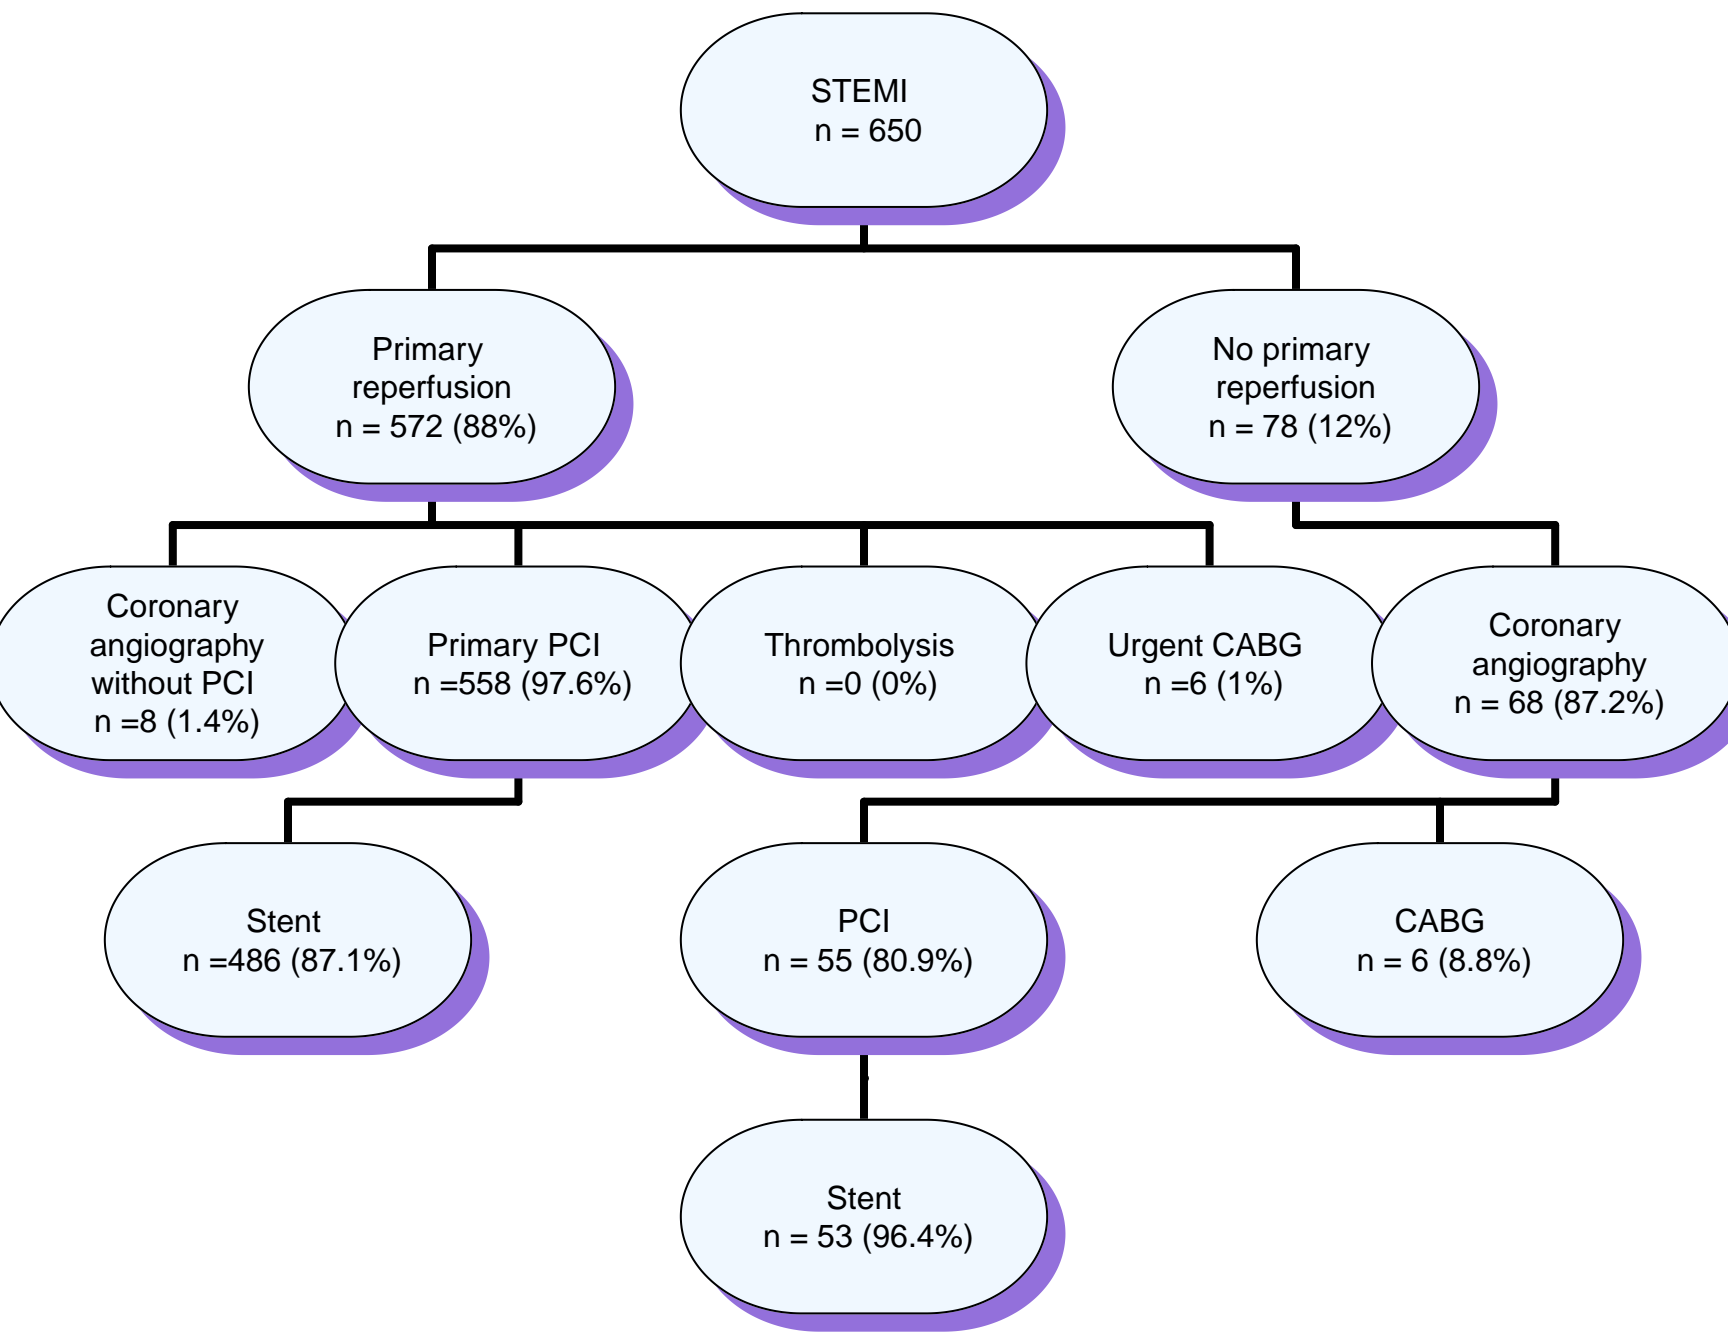 STEMI
n = 650
Primary
reperfusion
n = 572 (88%)
No primary
reperfusion
n = 78 (12%)
Coronary
angiography
without PCI
n =8 (1.4%)
Primary PCI
n =558 (97.6%)
Thrombolysis
n =0 (0%)
Urgent CABG
n =6 (1%)
Coronary
angiography
n = 68 (87.2%)
Stent
n =486 (87.1%)
PCI
n = 55 (80.9%)
CABG
n = 6 (8.8%)
Stent
n = 53 (96.4%)